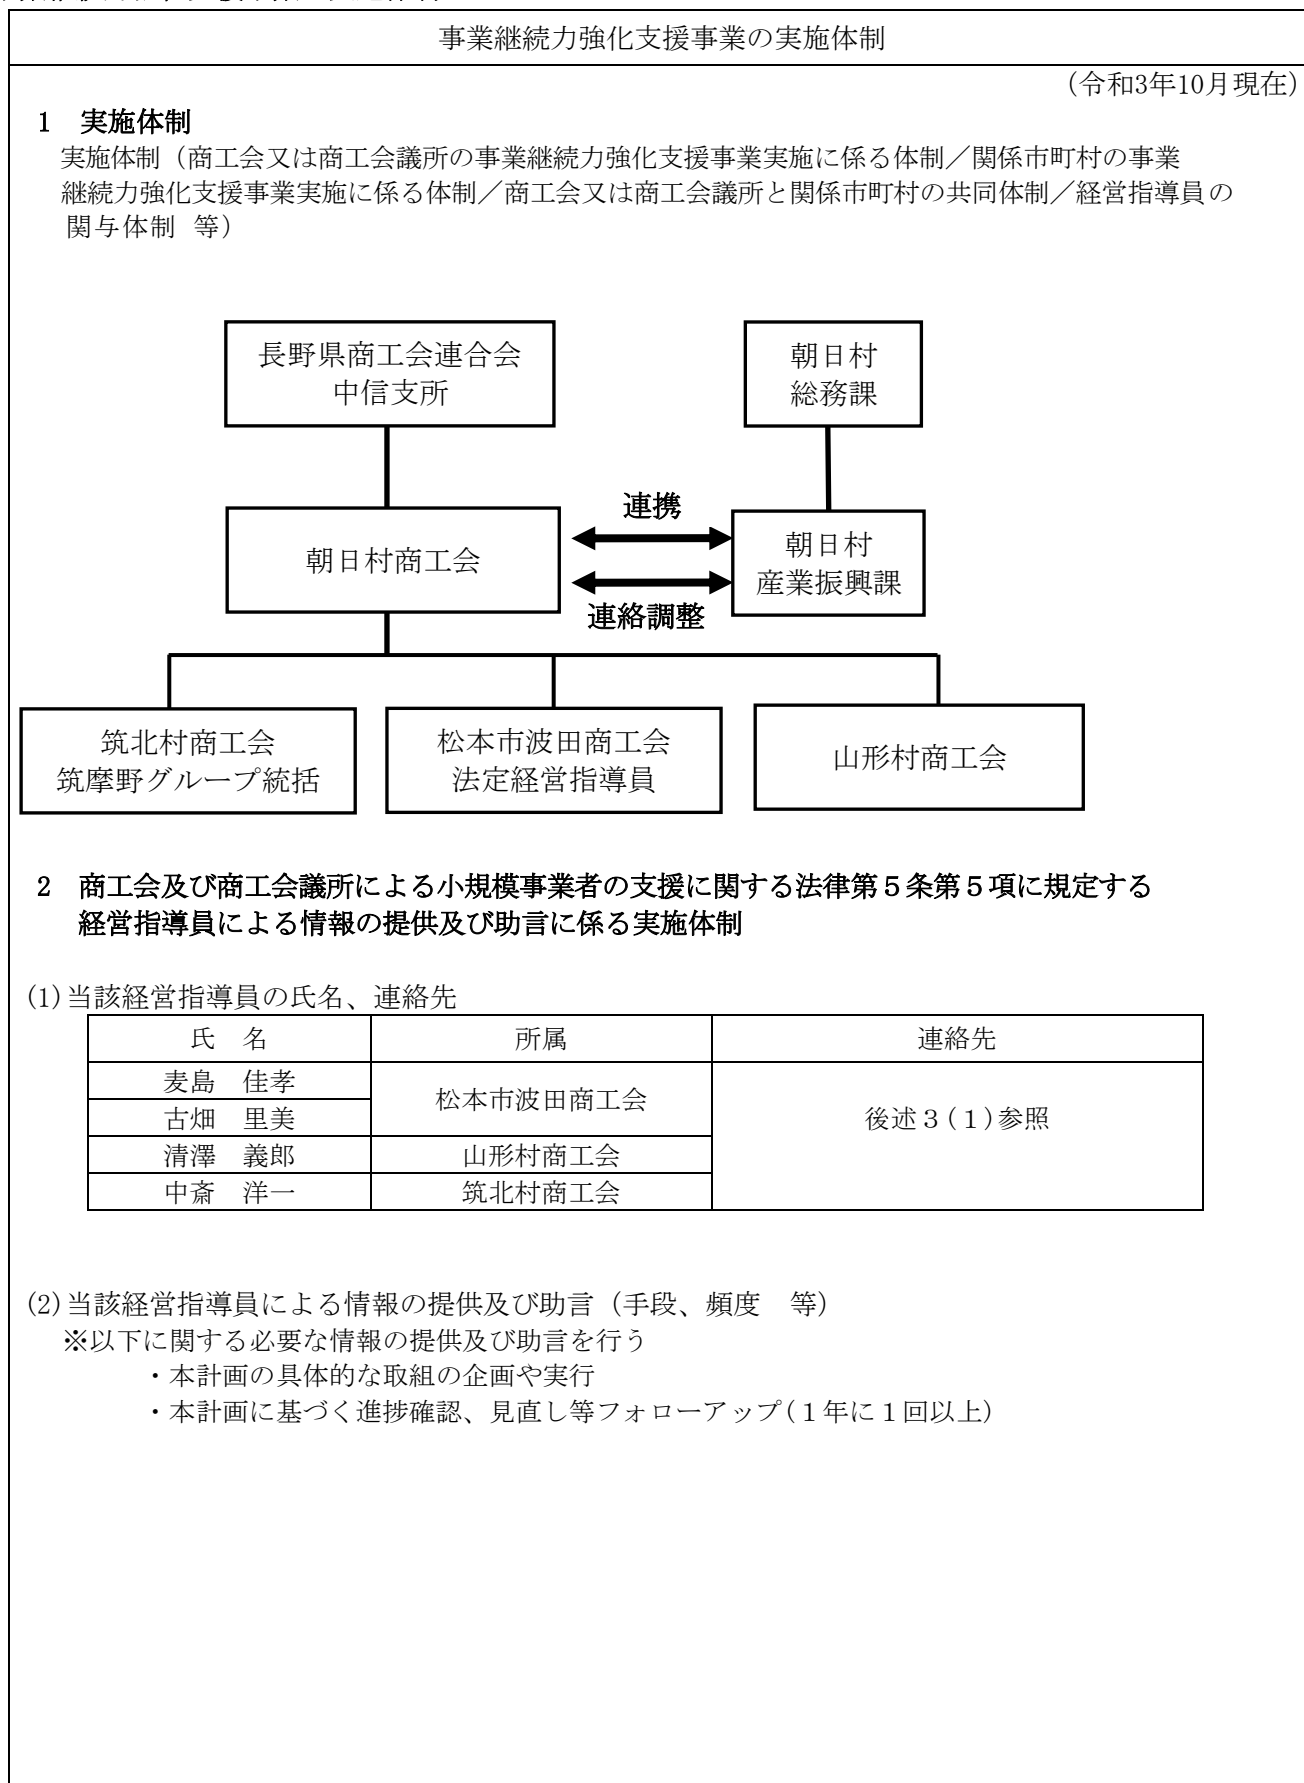 事業継続力強化支援事業の実施体制
(令和3年10月現在)
1 実施体制
実施体制(商工会又は商工会議所の事業継続力強化支援事業実施に係る体制/関係市町村の事業
継続力強化支援事業実施に係る体制/商工会又は商工会議所と関係市町村の共同体制/経営指導員の
関与体制 等)
長野県商工会連合会
中信支所
朝日村
総務課
連携
朝日村商工会
朝日村
産業振興課
連絡調整
筑北村商工会
筑摩野グループ統括
松本市波田商工会
法定経営指導員
山形村商工会
2 商工会及び商工会議所による小規模事業者の支援に関する法律第5条第5項に規定する
経営指導員による情報の提供及び助言に係る実施体制
(1)当該経営指導員の氏名、連絡先
氏 名 所属 連絡先
麦島 佳孝 松本市波田商工会 後述3(1)参照
古畑 里美
清澤 義郎 山形村商工会
中斎 洋一 筑北村商工会
(2)当該経営指導員による情報の提供及び助言(手段、頻度 等)
※以下に関する必要な情報の提供及び助言を行う
・本計画の具体的な取組の企画や実行
・本計画に基づく進捗確認、見直し等フォローアップ(1年に1回以上)